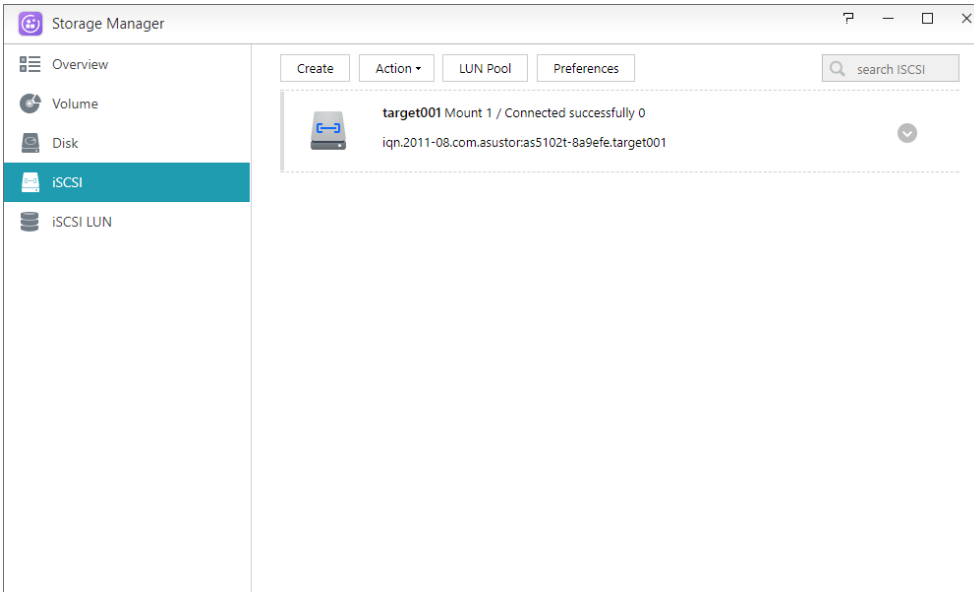 Storage Manager
Overview
Volume
Disk
iSCSI
iSCSI LUN
Create Action LUN Pool Preferences search iSCSI
target001 Mount 1 / Connected successfully 0
iqn.2011-08.com.asustor:as5102t-8a9efe.target001